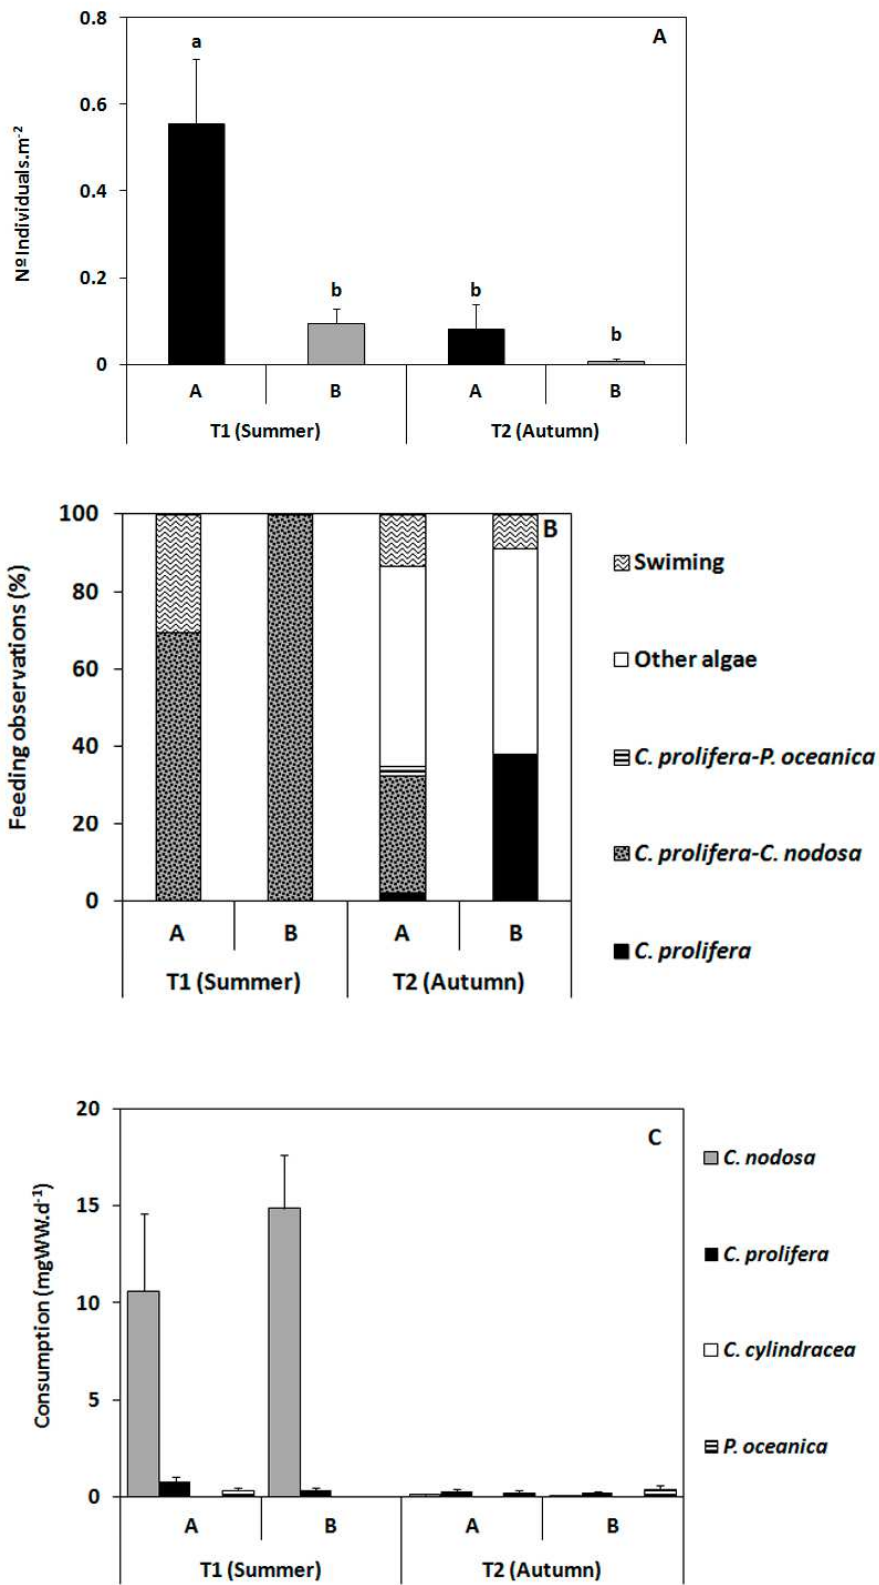 0.8
A
a
0.6
Nº Individuals.m-2
0.4
0.2
b
b
b
0
A
B
A
B
T1 (Summer)
T2 (Autumn)
100
B
Swiming
80
Other algae
Feeding observations (%)
60
C. prolifera-P. oceanica
40
C. prolifera-C. nodosa
20
0
A
B
A
B
C. prolifera
T1 (Summer)
T2 (Autumn)
20
C
C. nodosa
15
C. prolifera
Consumption (mgWW.d-1)
10
C. cylindracea
5
P. oceanica
0
A
B
A
B
T1 (Summer)
T2 (Autumn)